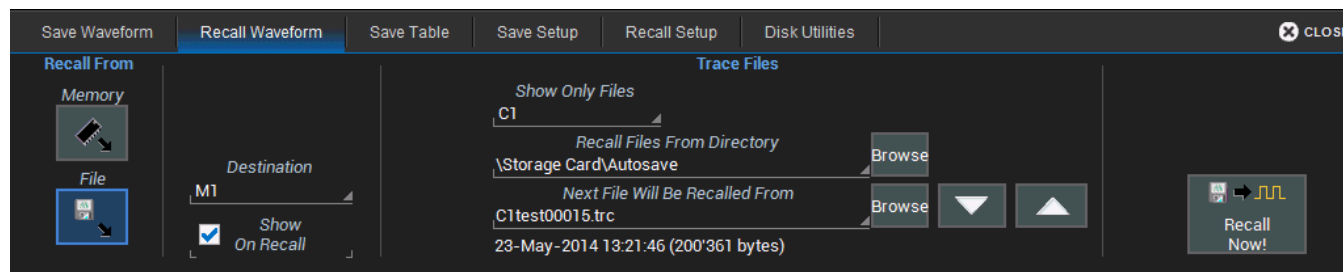 Save Waveform
Recall Waveform
Save Table
Save Setup
Recall Setup
Disk Utilities
Recall From
Memory
File
Destination
M1
Show
On Recall
Trace Files
Show Only Files
C1
Recall Files From Directory
\Storage Card\Autosave
Browse
Next File Will Be Recalled From
C1test00015.trc
Browse
23-May-2014 13:21:46 (200'361 bytes)
Recall
Now!